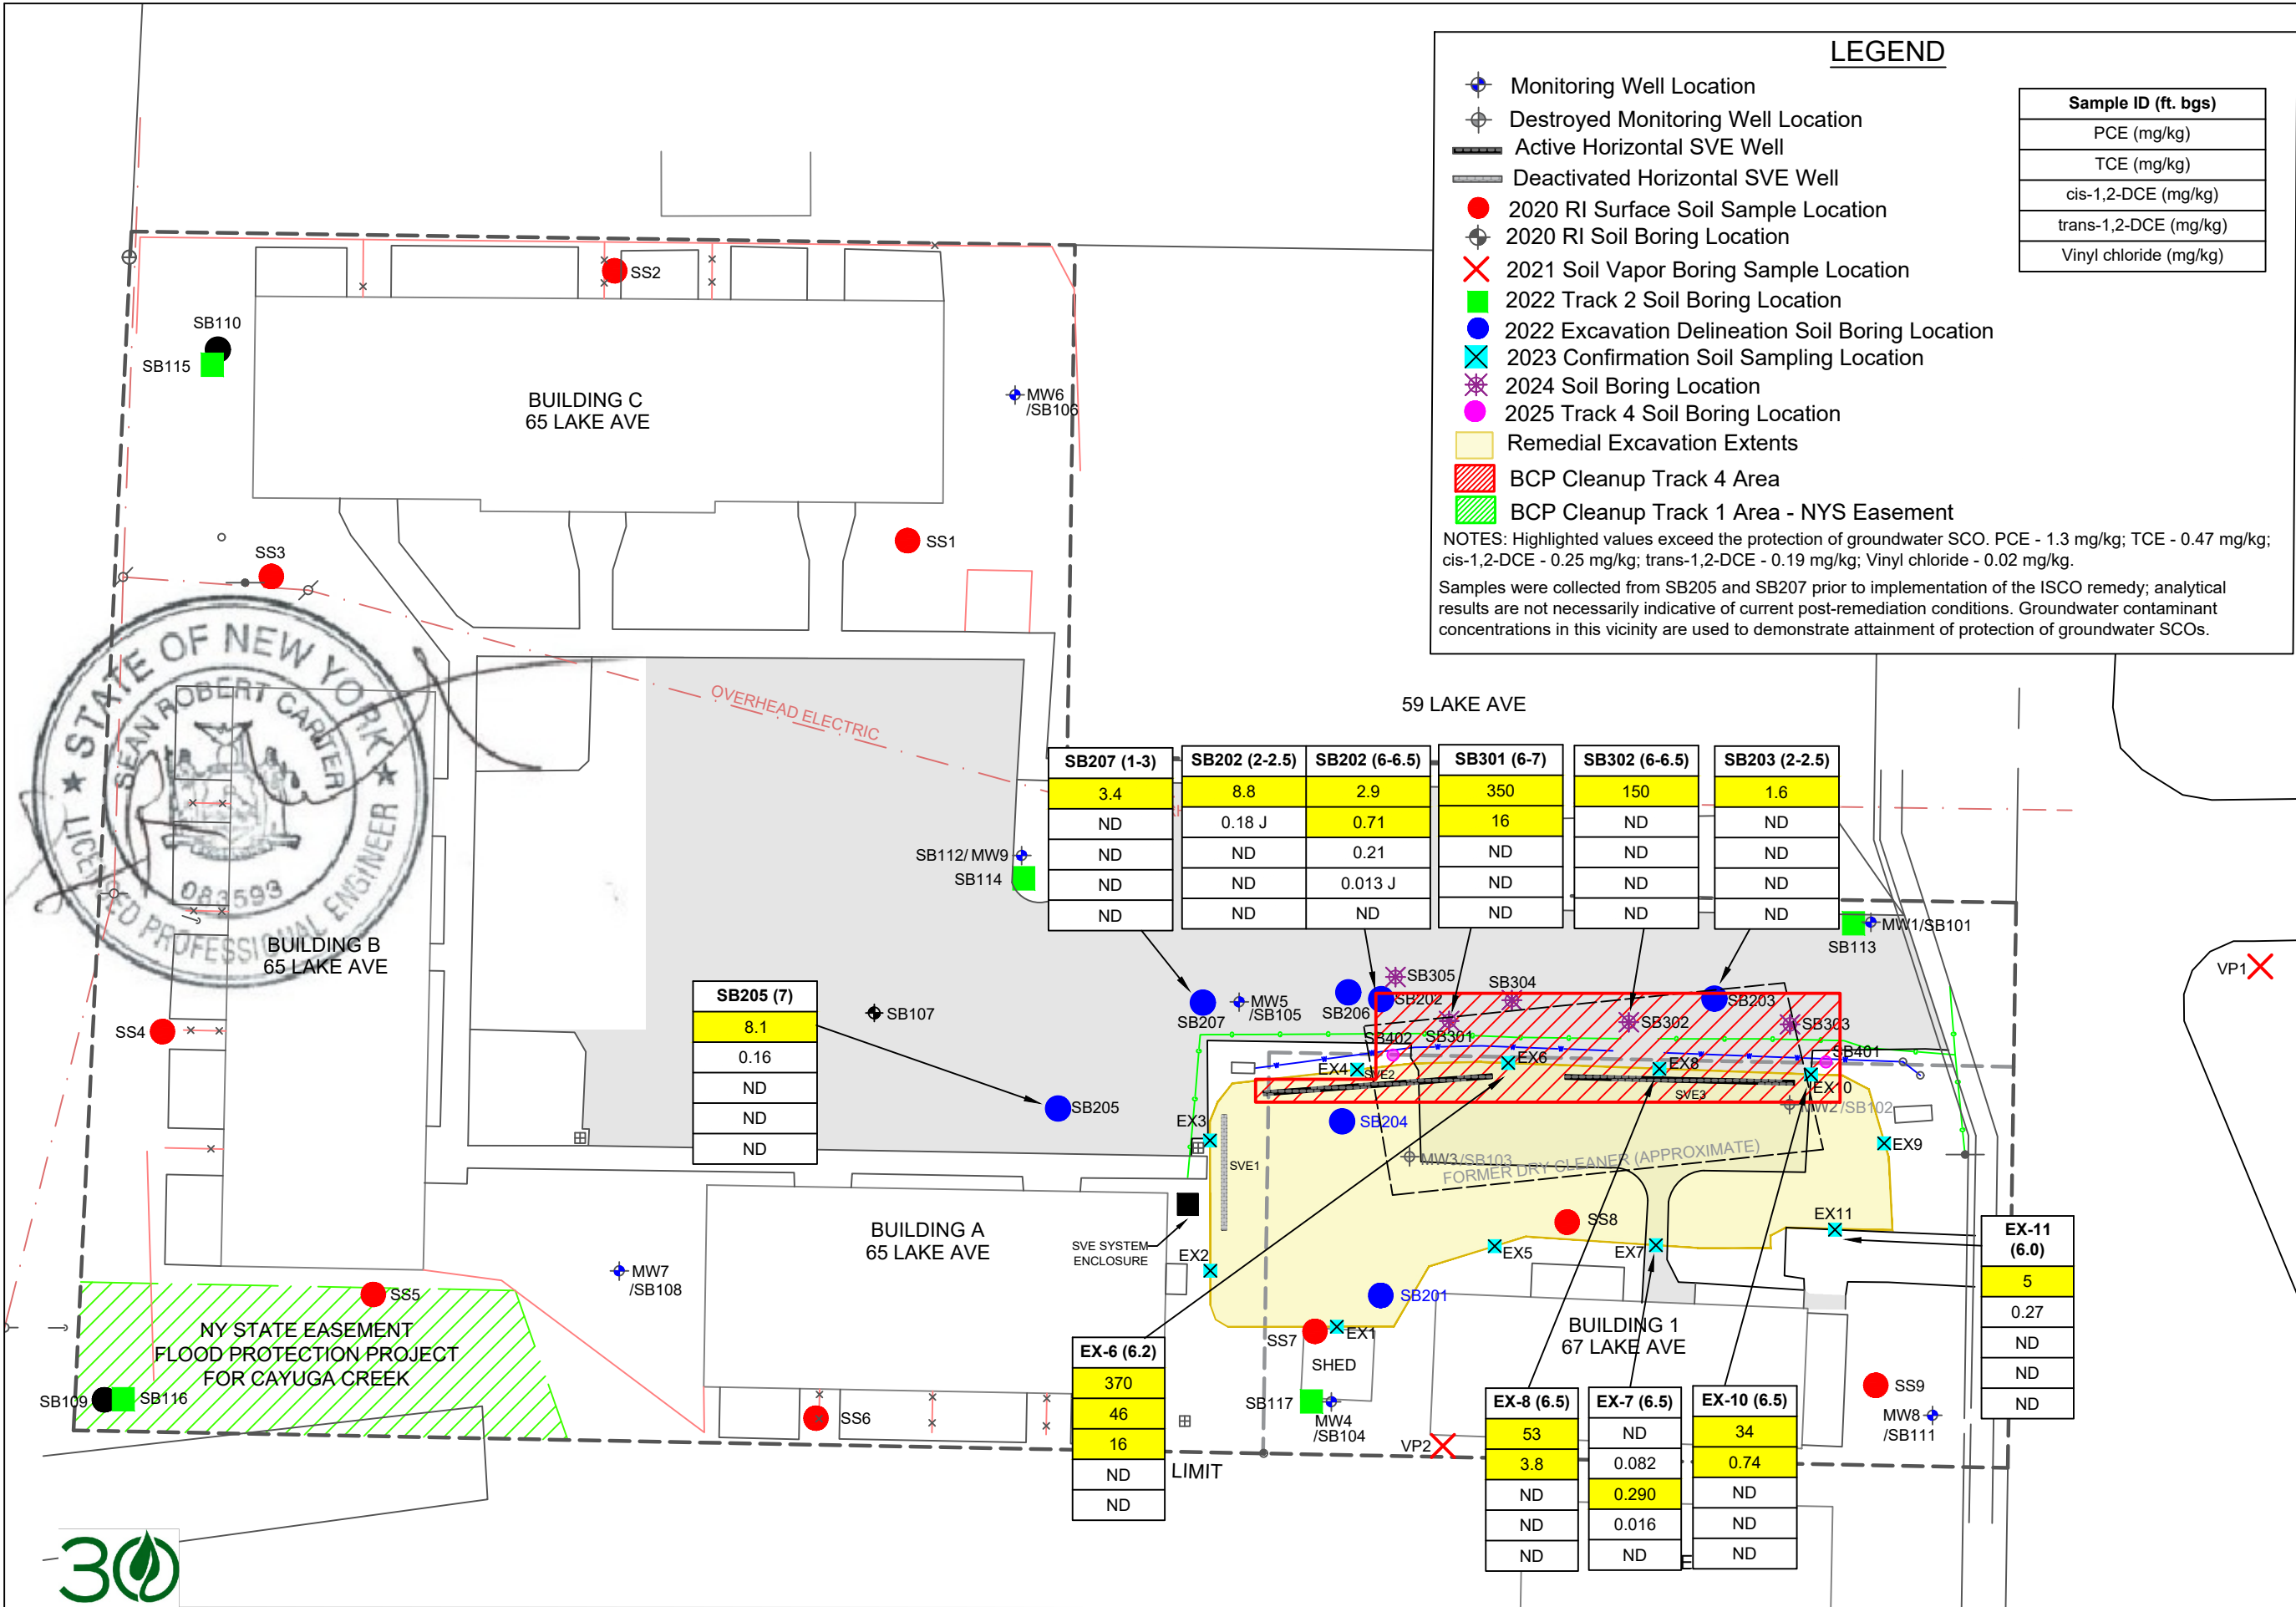 LEGEND
Monitoring Well Location
Destroyed Monitoring Well Location
Active Horizontal SVE Well
Deactivated Horizontal SVE Well
2020 RI Surface Soil Sample Location
2020 RI Soil Boring Location
2021 Soil Vapor Boring Sample Location
2022 Track 2 Soil Boring Location
2022 Excavation Delineation Soil Boring Location
2023 Confirmation Soil Sampling Location
2024 Soil Boring Location
2025 Track 4 Soil Boring Location
Remedial Excavation Extents
BCP Cleanup Track 4 Area
BCP Cleanup Track 1 Area - NYS Easement
Sample ID (ft. bgs)
PCE (mg/kg)
TCE (mg/kg)
cis-1,2-DCE (mg/kg)
trans-1,2-DCE (mg/kg)
Vinyl chloride (mg/kg)
NOTES: Highlighted values exceed the protection of groundwater SCO. PCE - 1.3 mg/kg; TCE - 0.47 mg/kg;
cis-1,2-DCE - 0.25 mg/kg; trans-1,2-DCE - 0.19 mg/kg; Vinyl chloride - 0.02 mg/kg.
Samples were collected from SB205 and SB207 prior to implementation of the ISCO remedy; analytical
results are not necessarily indicative of current post-remediation conditions. Groundwater contaminant
concentrations in this vicinity are used to demonstrate attainment of protection of groundwater SCOs.
SS2
SB110
SB115
BUILDING C
65 LAKE AVE
MW6
/SB106
SS1
SS3
STATE OF NEW YORK
SEAN ROBERT CARTER
083593
LICENSED PROFESSIONAL ENGINEER
OVERHEAD ELECTRIC
59 LAKE AVE
SB207 (1-3)
3.4
ND
ND
ND
ND
SB202 (2-2.5)
8.8
0.18 J
ND
ND
ND
SB202 (6-6.5)
2.9
0.71
0.21
0.013 J
ND
SB301 (6-7)
350
16
ND
ND
ND
SB302 (6-6.5)
150
ND
ND
ND
ND
SB203 (2-2.5)
1.6
ND
ND
ND
ND
SB112/ MW9
SB114
MW1/SB101
SB113
BUILDING B
65 LAKE AVE
VP1
SB205 (7)
8.1
0.16
ND
ND
ND
SB107
SS4
SB207
MW5
/SB105
SB206
SB202
SB305
SB304
SB301
SB302
SB203
SB303
SB402
SB401
SB205
EX4
SVE2
EX6
EX8
SVE3
EX10
MW2/SB102
EX3
SB204
SVE1
MW3/SB103
FORMER DRY CLEANER (APPROXIMATE)
EX9
BUILDING A
65 LAKE AVE
SVE SYSTEM
ENCLOSURE
EX2
SS8
EX5
EX7
EX11
MW7
/SB108
SS5
NY STATE EASEMENT
FLOOD PROTECTION PROJECT
FOR CAYUGA CREEK
SB109
SB116
SS6
SB201
SS7
EX1
SHED
SB117
MW4
/SB104
BUILDING 1
67 LAKE AVE
SS9
MW8
/SB111
VP2
LIMIT
EX-11
(6.0)
5
0.27
ND
ND
ND
EX-6 (6.2)
370
46
16
ND
ND
EX-8 (6.5)
53
3.8
ND
ND
ND
EX-7 (6.5)
ND
0.082
0.290
0.016
ND
EX-10 (6.5)
34
0.74
ND
ND
ND
E
30